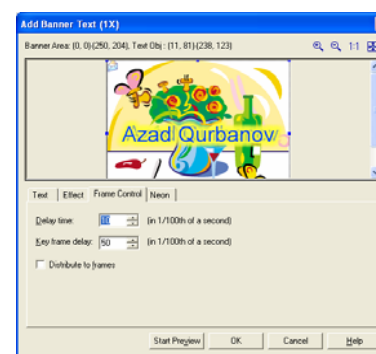 Add Banner Text (1X)
Banner Area: (0, 0)(250, 204), Text Obj : (11, 81)(238, 123)
1:1
Azad Qurbanov
Text Effect Frame Control Neon
Delay time: 10 (in 1/100th of a second)
Key frame delay: 50 (in 1/100th of a second)
Distribute to frames
Start Preview OK Cancel Help